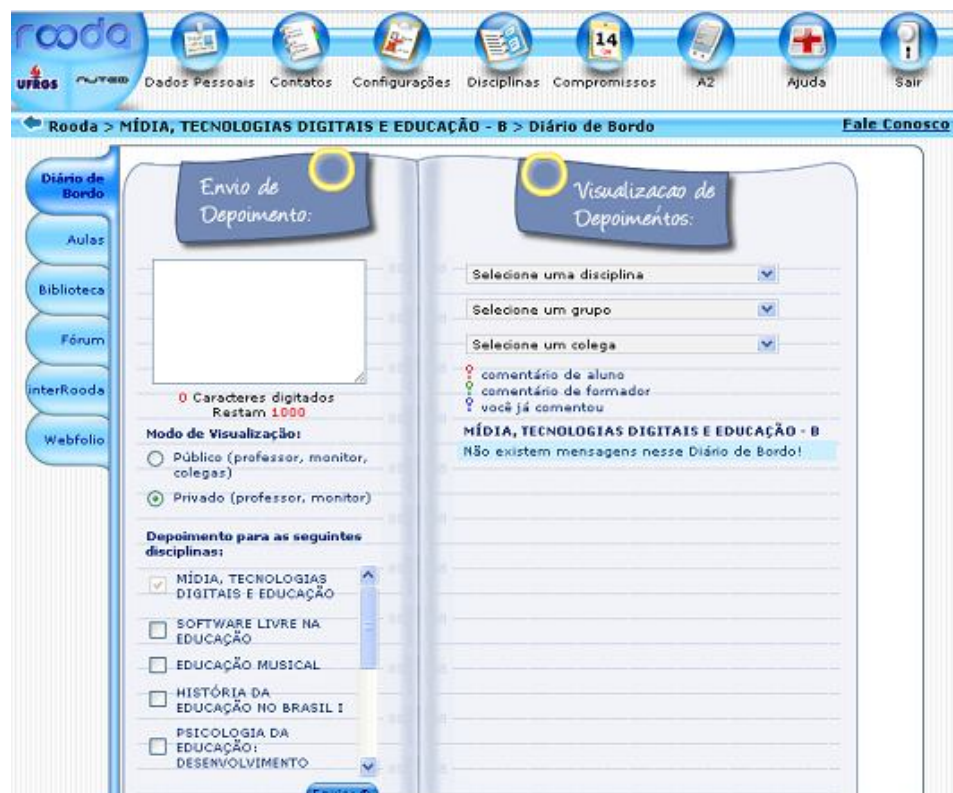 rooda
UFRGS NUTED
14
Dados Pessoais Contatos Configurações Disciplinas Compromissos A2 Ajuda Sair
Rooda > MÍDIA, TECNOLOGIAS DIGITAIS E EDUCAÇÃO - B > Diário de Bordo Fale Conosco
Diário de
Bordo
Aulas
Biblioteca
Fórum
interRooda
Webfolio
Envio de
Depoimento:
0 Caracteres digitados
Restam 1000
Modo de Visualização:
Público (professor, monitor,
colegas)
Privado (professor, monitor)
Depoimento para as seguintes
disciplinas:
MÍDIA, TECNOLOGIAS
DIGITAIS E EDUCAÇÃO
SOFTWARE LIVRE NA
EDUCAÇÃO
EDUCAÇÃO MUSICAL
HISTÓRIA DA
EDUCAÇÃO NO BRASIL I
PSICOLOGIA DA
EDUCAÇÃO:
DESENVOLVIMENTO
Visualizacao de
Depoimentos:
Selecione uma disciplina
Selecione um grupo
Selecione um colega
comentário de aluno
comentário de formador
você já comentou
MÍDIA, TECNOLOGIAS DIGITAIS E EDUCAÇÃO - B
Não existem mensagens nesse Diário de Bordo!